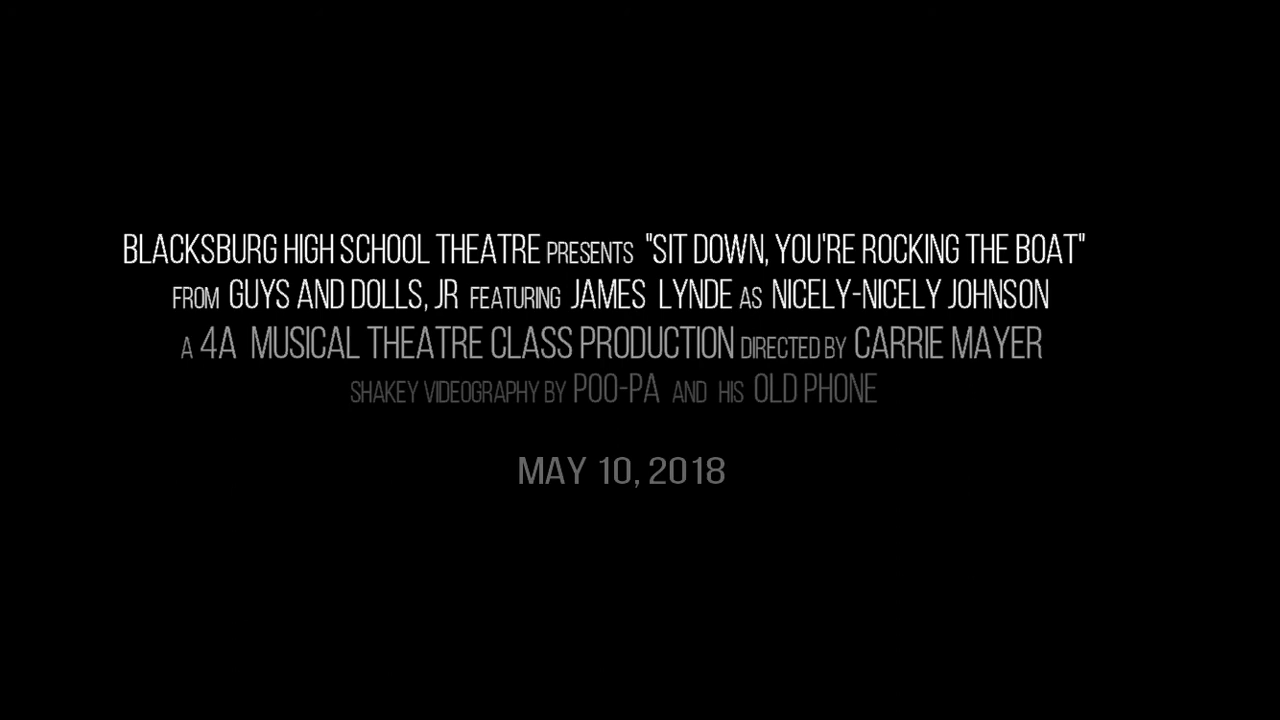 BLACKSBURG HIGH SCHOOL THEATRE PRESENTS "SIT DOWN, YOU'RE ROCKING THE BOAT"
FROM GUYS AND DOLLS, JR FEATURING JAMES LYNDE AS NICELY-NICELY JOHNSON
A 4A MUSICAL THEATRE CLASS PRODUCTION DIRECTED BY CARRIE MAYER
SHAKEY VIDEOGRAPHY BY POO-PA AND HIS OLD PHONE
MAY 10, 2018